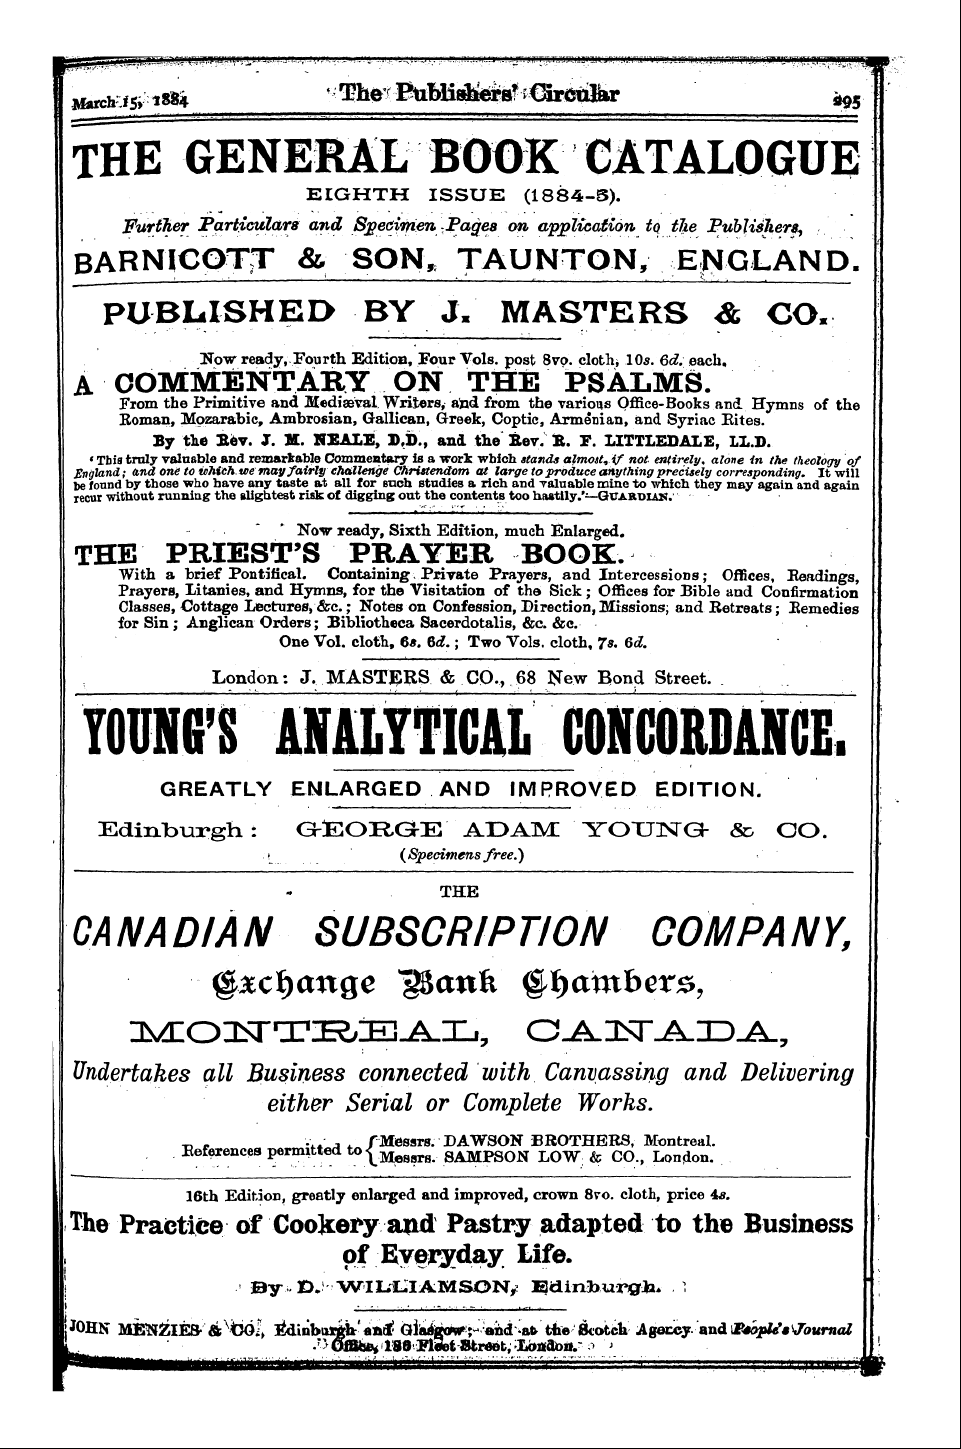 March 15, 1884 The Publishers' Circular 295
THE GENERAL BOOK CATALOGUE
EIGHTH ISSUE (1884-5).
Further Particulars and Specimen Pages on application to the Publishers,
BARNICOTT & SON, TAUNTON, ENGLAND.
PUBLISHED BY J. MASTERS & CO.
Now ready, Fourth Edition, Four Vols. post 8vo. cloth, 10s. 6d. each.
A COMMENTARY ON THE PSALMS.
From the Primitive and Mediæval Writers, and from the various Office-Books and Hymns of the
Roman, Mozarabic, Ambrosian, Gallican, Greek, Coptic, Armenian, and Syriac Rites.
By the Rev. J. M. NEALE, D.D., and the Rev. R. F. LITTLEDALE, LL.D.
'This truly valuable and remarkable Commentary is a work which stands almost, if not entirely, alone in the theology of
England; and one to which we may fairly challenge Christendom at large to produce anything precisely corresponding. It will
be found by those who have any taste at all for such studies a rich and valuable mine to which they may again and again
recur without running the slightest risk of digging out the contents too hastily.'—GUARDIAN.
Now ready, Sixth Edition, much Enlarged.
THE PRIEST'S PRAYER BOOK.
With a brief Pontifical. Containing Private Prayers, and Intercessions; Offices, Readings,
Prayers, Litanies, and Hymns, for the Visitation of the Sick; Offices for Bible and Confirmation
Classes, Cottage Lectures, &c.; Notes on Confession, Direction, Missions, and Retreats; Remedies
for Sin; Anglican Orders; Bibliotheca Sacerdotalis, &c. &c.
One Vol. cloth, 6s. 6d.; Two Vols. cloth, 7s. 6d.
London: J. MASTERS & CO., 68 New Bond Street.
YOUNG'S ANALYTICAL CONCORDANCE.
GREATLY ENLARGED AND IMPROVED EDITION.
Edinburgh: GEORGE ADAM YOUNG & CO.
(Specimens free.)
THE
CANADIAN SUBSCRIPTION COMPANY,
Exchange Bank Chambers,
MONTREAL, CANADA,
Undertakes all Business connected with Canvassing and Delivering
either Serial or Complete Works.
References permitted to { Messrs. DAWSON BROTHERS, Montreal.
Messrs. SAMPSON LOW & CO., London.
16th Edition, greatly enlarged and improved, crown 8vo. cloth, price 4s.
The Practice of Cookery and Pastry adapted to the Business
of Everyday Life.
By D. WILLIAMSON, Edinburgh.
JOHN MENZIES & CO., Edinburgh and Glasgow; and at the Scotch Agency and People's Journal
Office, 186 Fleet Street, London.